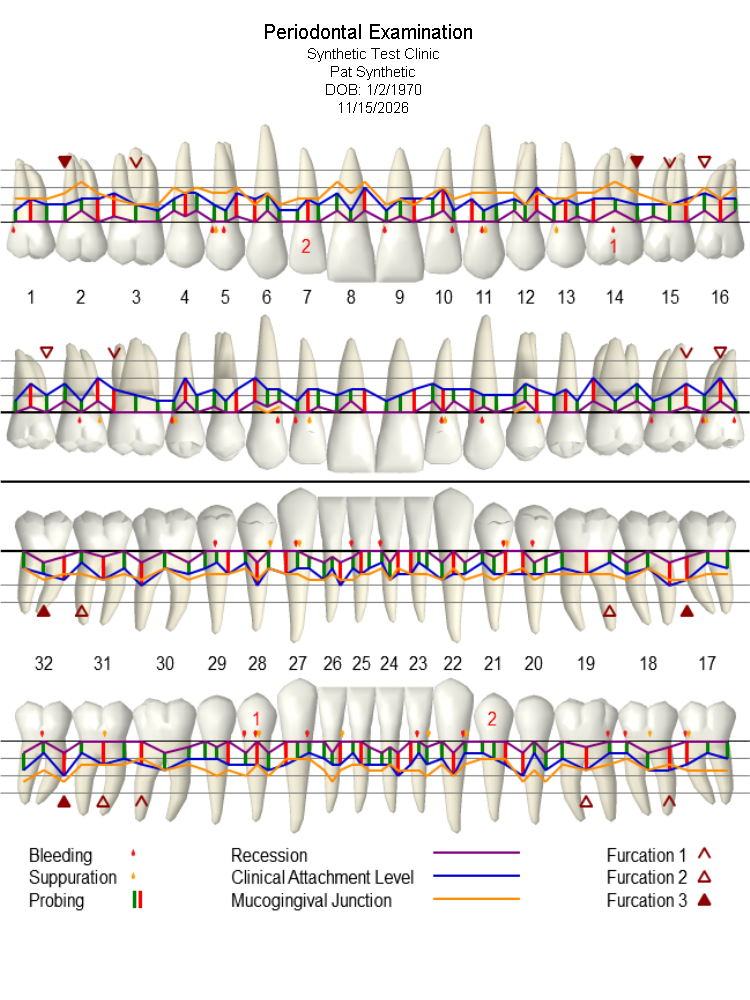 Periodontal Examination
Synthetic Test Clinic
Pat Synthetic
DOB: 1/2/1970
11/15/2026
2 1
1 2 3 4 5 6 7 8 9 10 11 12 13 14 15 16
32 31 30 29 28 27 26 25 24 23 22 21 20 19 18 17
1 2
Bleeding Recession Furcation 1
Suppuration Clinical Attachment Level Furcation 2
Probing Mucogingival Junction Furcation 3